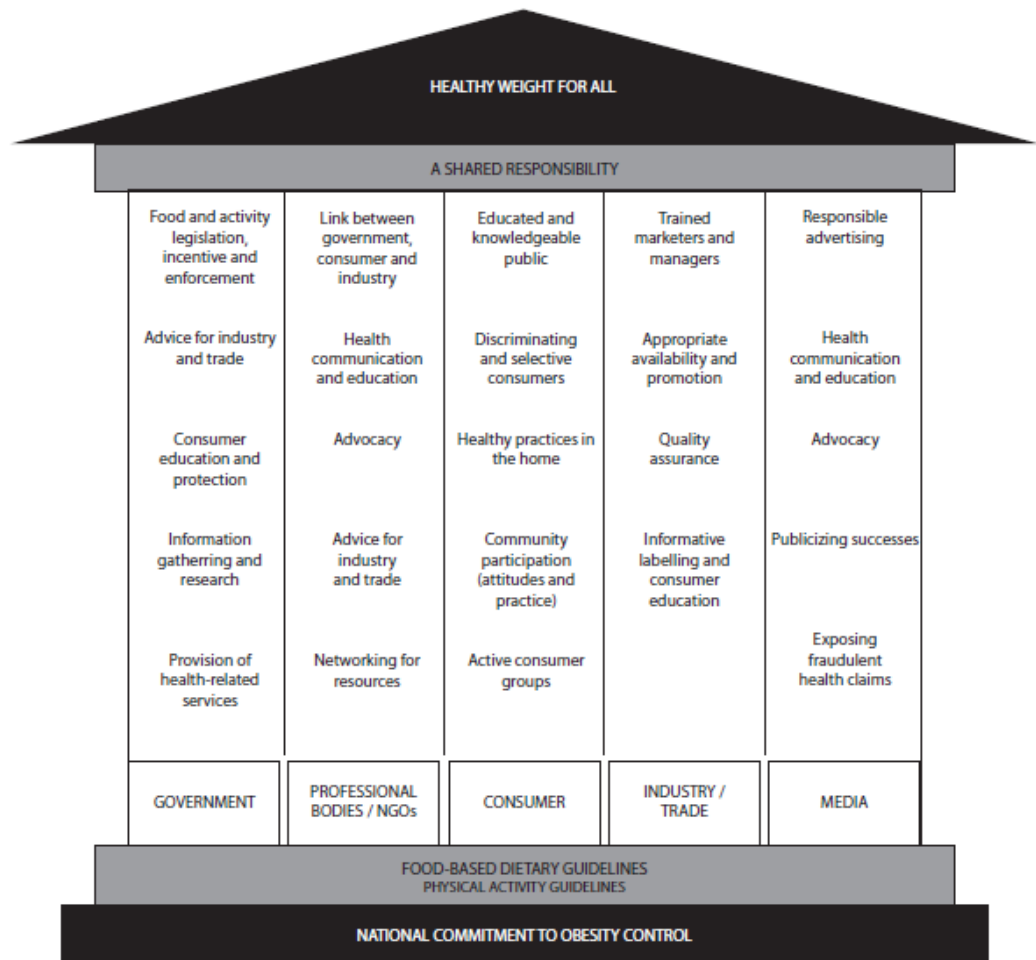 HEALTHY WEIGHT FOR ALL
A SHARED RESPONSIBILITY
Food and activity
legislation,
incentive and
enforcement
Advice for industry
and trade
Consumer
education and
protection
Information
gatherring and
research
Provision of
health-related
services
GOVERNMENT
Link between
government,
consumer and
industry
Health
communication
and education
Advocacy
Advice for
industry
and trade
Networking for
resources
PROFESSIONAL
BODIES / NGOs
Educated and
knowledgeable
public
Discriminating
and selective
consumers
Healthy practices in
the home
Community
participation
(attitudes and
practice)
Active consumer
groups
CONSUMER
Trained
marketers and
managers
Appropriate
availability and
promotion
Quality
assurance
Informative
labelling and
consumer
education
INDUSTRY /
TRADE
Responsible
advertising
Health
communication
and education
Advocacy
Publicizing successes
Exposing
fraudulent
health claims
MEDIA
FOOD-BASED DIETARY GUIDELINES
PHYSICAL ACTIVITY GUIDELINES
NATIONAL COMMITMENT TO OBESITY CONTROL